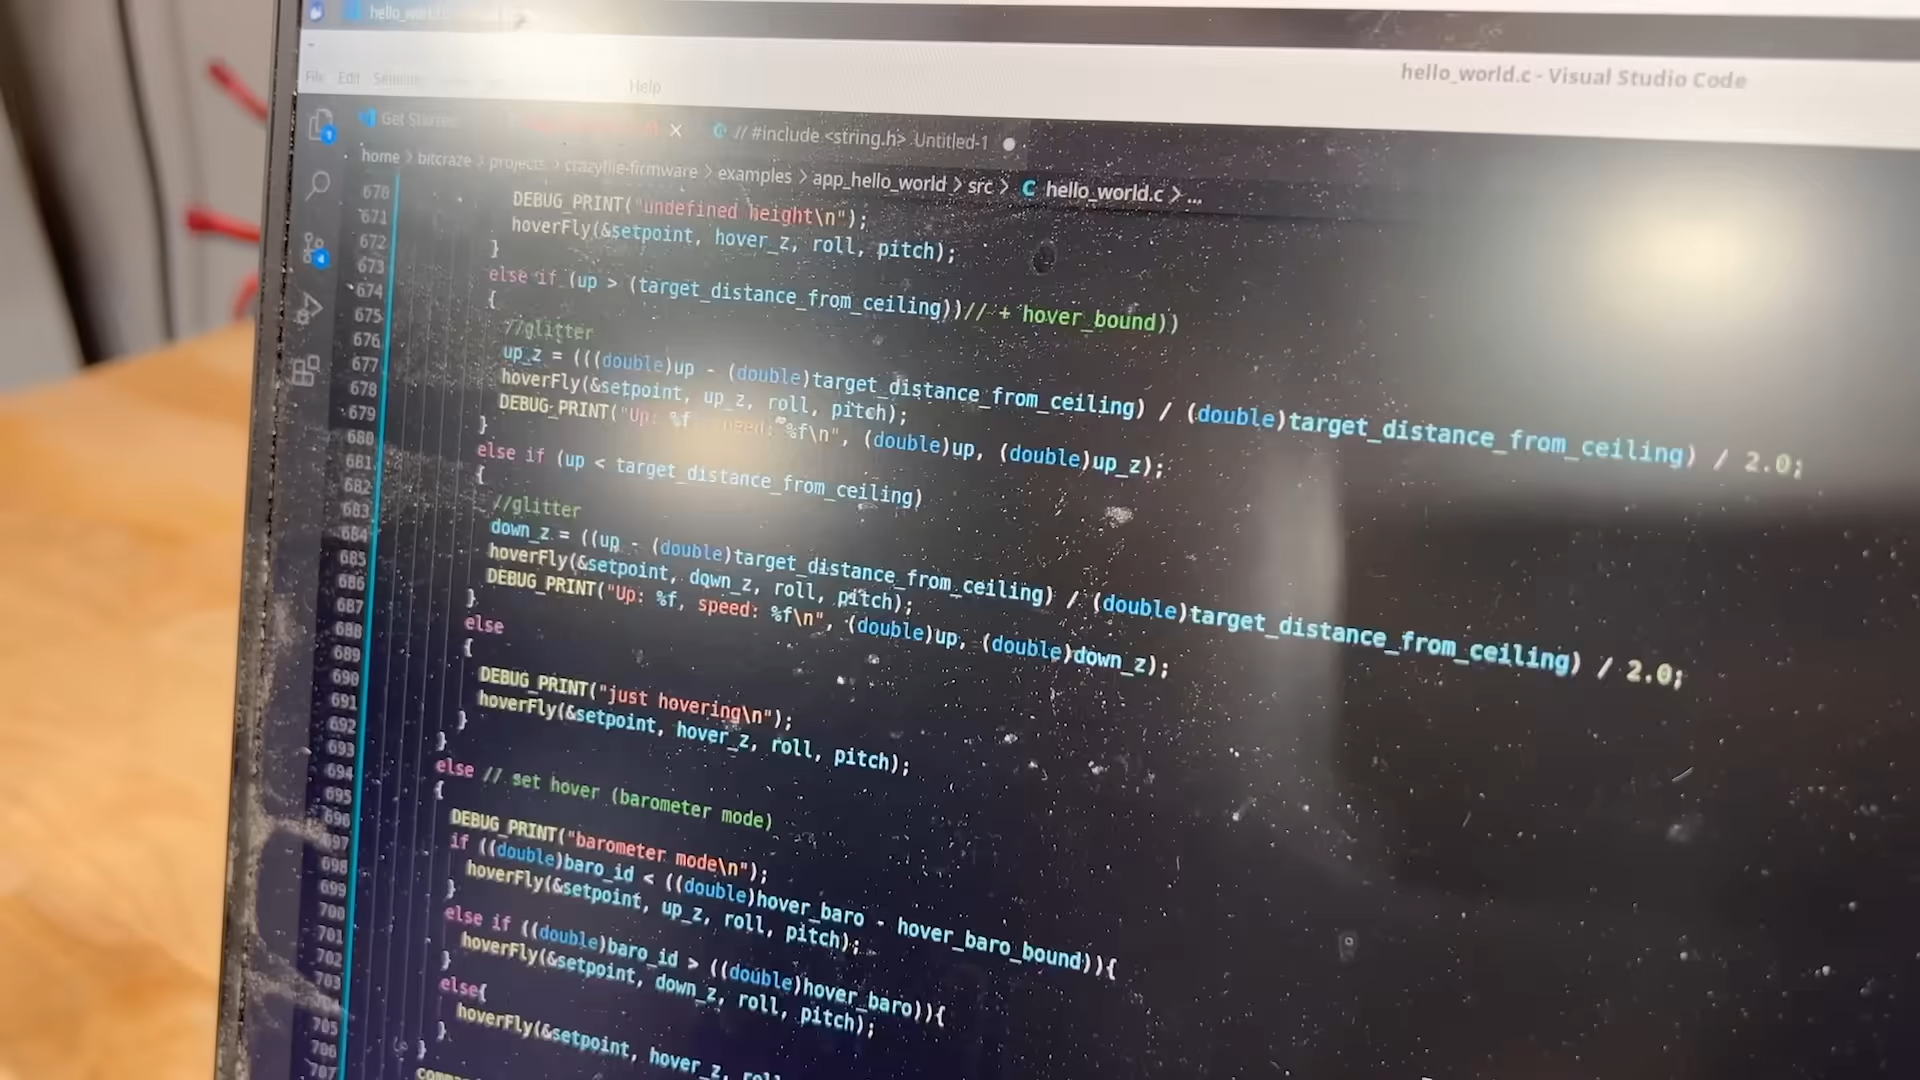 hello_world.c - Visual Studio Code
File Edit Help
Get Started
// #include <string.h> Untitled-1
home > bitcraze > projects > crazyflie-firmware > examples > app_hello_world > src > C hello_world.c > ...
670 DEBUG_PRINT("undefined height\n");
671 hoverFly(&setpoint, hover_z, roll, pitch);
672 }
673 else if (up > (target_distance_from_ceiling))// + hover_bound))
674 {
675 //glitter
676 up_z = (((double)up - (double)target_distance_from_ceiling) / (double)target_distance_from_ceiling) / 2.0;
677 hoverFly(&setpoint, up_z, roll, pitch);
678 DEBUG_PRINT("Up: %f, speed: %f\n", (double)up, (double)up_z);
679 }
680 else if (up < target_distance_from_ceiling)
681 {
682 //glitter
683 down_z = ((up - (double)target_distance_from_ceiling) / (double)target_distance_from_ceiling) / 2.0;
684 hoverFly(&setpoint, down_z, roll, pitch);
685 DEBUG_PRINT("Up: %f, speed: %f\n", (double)up, (double)down_z);
686 }
687 else
688 {
689 DEBUG_PRINT("just hovering\n");
690 hoverFly(&setpoint, hover_z, roll, pitch);
691 }
692 }
693 else // set hover (barometer mode)
694 {
695 DEBUG_PRINT("barometer mode\n");
696 if ((double)baro_id < ((double)hover_baro - hover_baro_bound)){
697 hoverFly(&setpoint, up_z, roll, pitch);
698 }
699 else if ((double)baro_id > ((double)hover_baro)){
700 hoverFly(&setpoint, down_z, roll, pitch);
701 }
702 else{
703 hoverFly(&setpoint, hover_z,
704 }
705 }
706
707